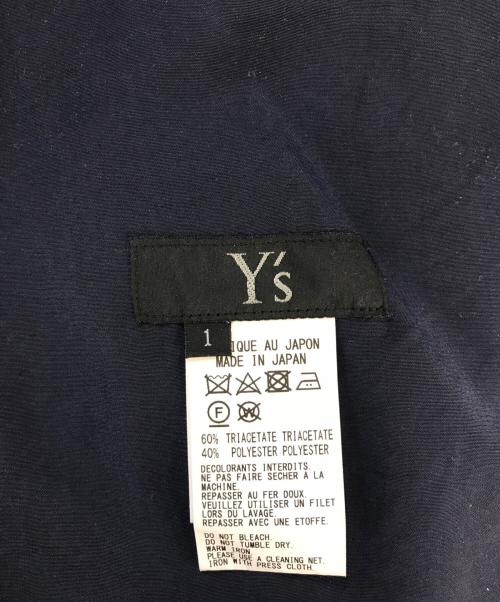 Y's
1
IQUE AU JAPON
MADE IN JAPAN
F
W
60% TRIACETATE TRIACETATE
40% POLYESTER POLYESTER
DECOLORANTS INTERDITS.
NE PAS FAIRE SECHER A LA
MACHINE.
REPASSER AU FER DOUX.
VEUILLEZ UTILISER UN FILET
LORS DU LAVAGE.
REPASSER AVEC UNE ETOFFE.
DO NOT BLEACH.
DO NOT TUMBLE DRY.
WARM IRON.
PLEASE USE A CLEANING NET.
IRON WITH PRESS CLOTH.